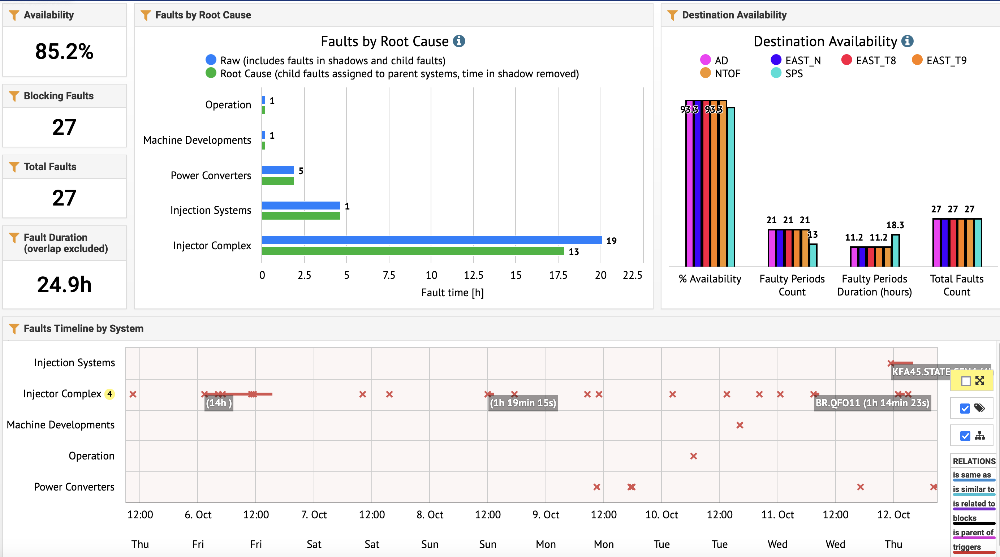 Availability
85.2%
Blocking Faults
27
Total Faults
27
Fault Duration
(overlap excluded)
24.9h
Faults by Root Cause
Faults by Root Cause
Raw (includes faults in shadows and child faults)
Root Cause (child faults assigned to parent systems, time in shadow removed)
Operation
1
Machine Developments
1
Power Converters
5
Injection Systems
1
Injector Complex
19
13
0 2.5 5 7.5 10 12.5 15 17.5 20 22.5
Fault time [h]
Destination Availability
Destination Availability
AD EAST_N EAST_T8 EAST_T9
NTOF SPS
93.3 93.3
21 21 21 13
11.2 11.2 18.3
27 27 27
% Availability
Faulty Periods
Count
Faulty Periods
Duration (hours)
Total Faults
Count
Faults Timeline by System
Injection Systems
KFA45.STATE
Injector Complex 4
(14h )
(1h 19min 15s)
BR.QFO11 (1h 14min 23s)
Machine Developments
Operation
Power Converters
12:00 6. Oct 12:00 7. Oct 12:00 8. Oct 12:00 9. Oct 12:00 10. Oct 12:00 11. Oct 12:00 12. Oct
Thu Fri Fri Sat Sat Sun Sun Mon Mon Tue Tue Wed Wed Thu
RELATIONS
is same as
is similar to
is related to
blocks
is parent of
triggers